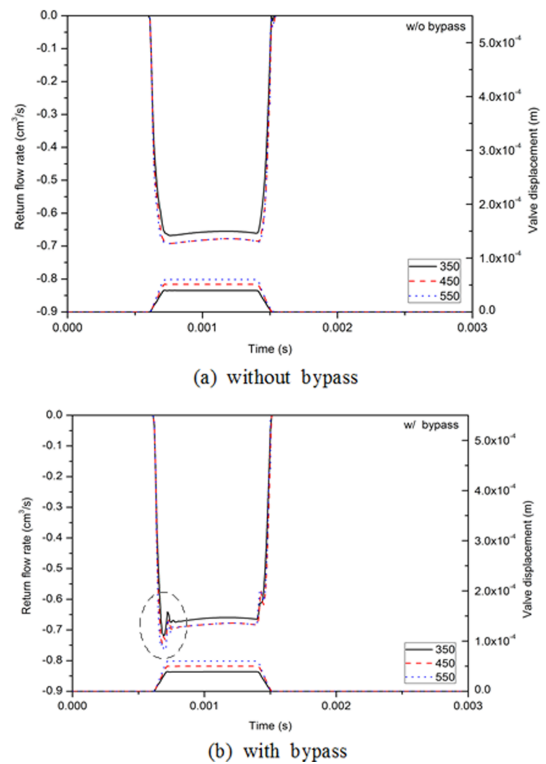 w/o bypass
Return flow rate (cm³/s)
0.0
-0.1
-0.2
-0.3
-0.4
-0.5
-0.6
-0.7
-0.8
-0.9
5.0x10⁻⁴
4.0x10⁻⁴
3.0x10⁻⁴
2.0x10⁻⁴
1.0x10⁻⁴
0.0
Valve displacement (m)
350
450
550
0.000
0.001
0.002
0.003
Time (s)
(a) without bypass
w/ bypass
Return flow rate (cm³/s)
0.0
-0.1
-0.2
-0.3
-0.4
-0.5
-0.6
-0.7
-0.8
-0.9
5.0x10⁻⁴
4.0x10⁻⁴
3.0x10⁻⁴
2.0x10⁻⁴
1.0x10⁻⁴
0.0
Valve displacement (m)
350
450
550
0.000
0.001
0.002
0.003
Time (s)
(b) with bypass